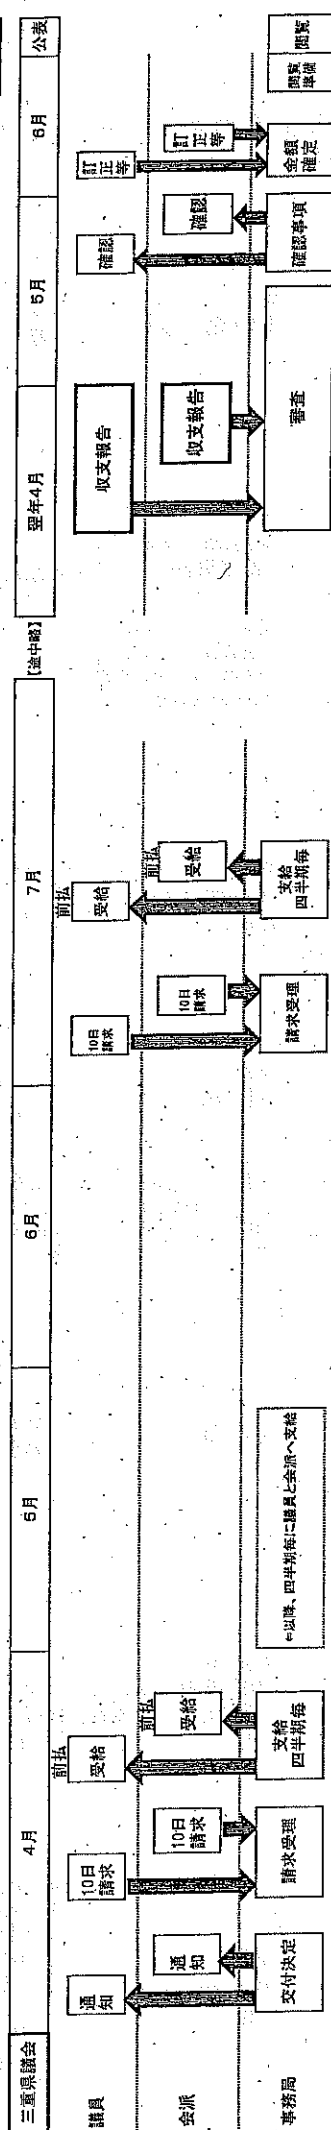 三重県議会
4月
5月
6月
7月
【途中略】
翌年4月
5月
6月
公表
議員
通知
10日
請求
前払
受給
10日
請求
前払
受給
収支報告
確認
訂正等
会派
通知
10日
請求
前払
受給
10日
請求
前払
受給
収支報告
確認
訂正等
事務局
交付決定
請求受理
支給
四半期毎
←以降、四半期毎に議員と会派へ支給
請求受理
支給
四半期毎
審査
確認事項
金額
確定
閲覧
準備
閲覧